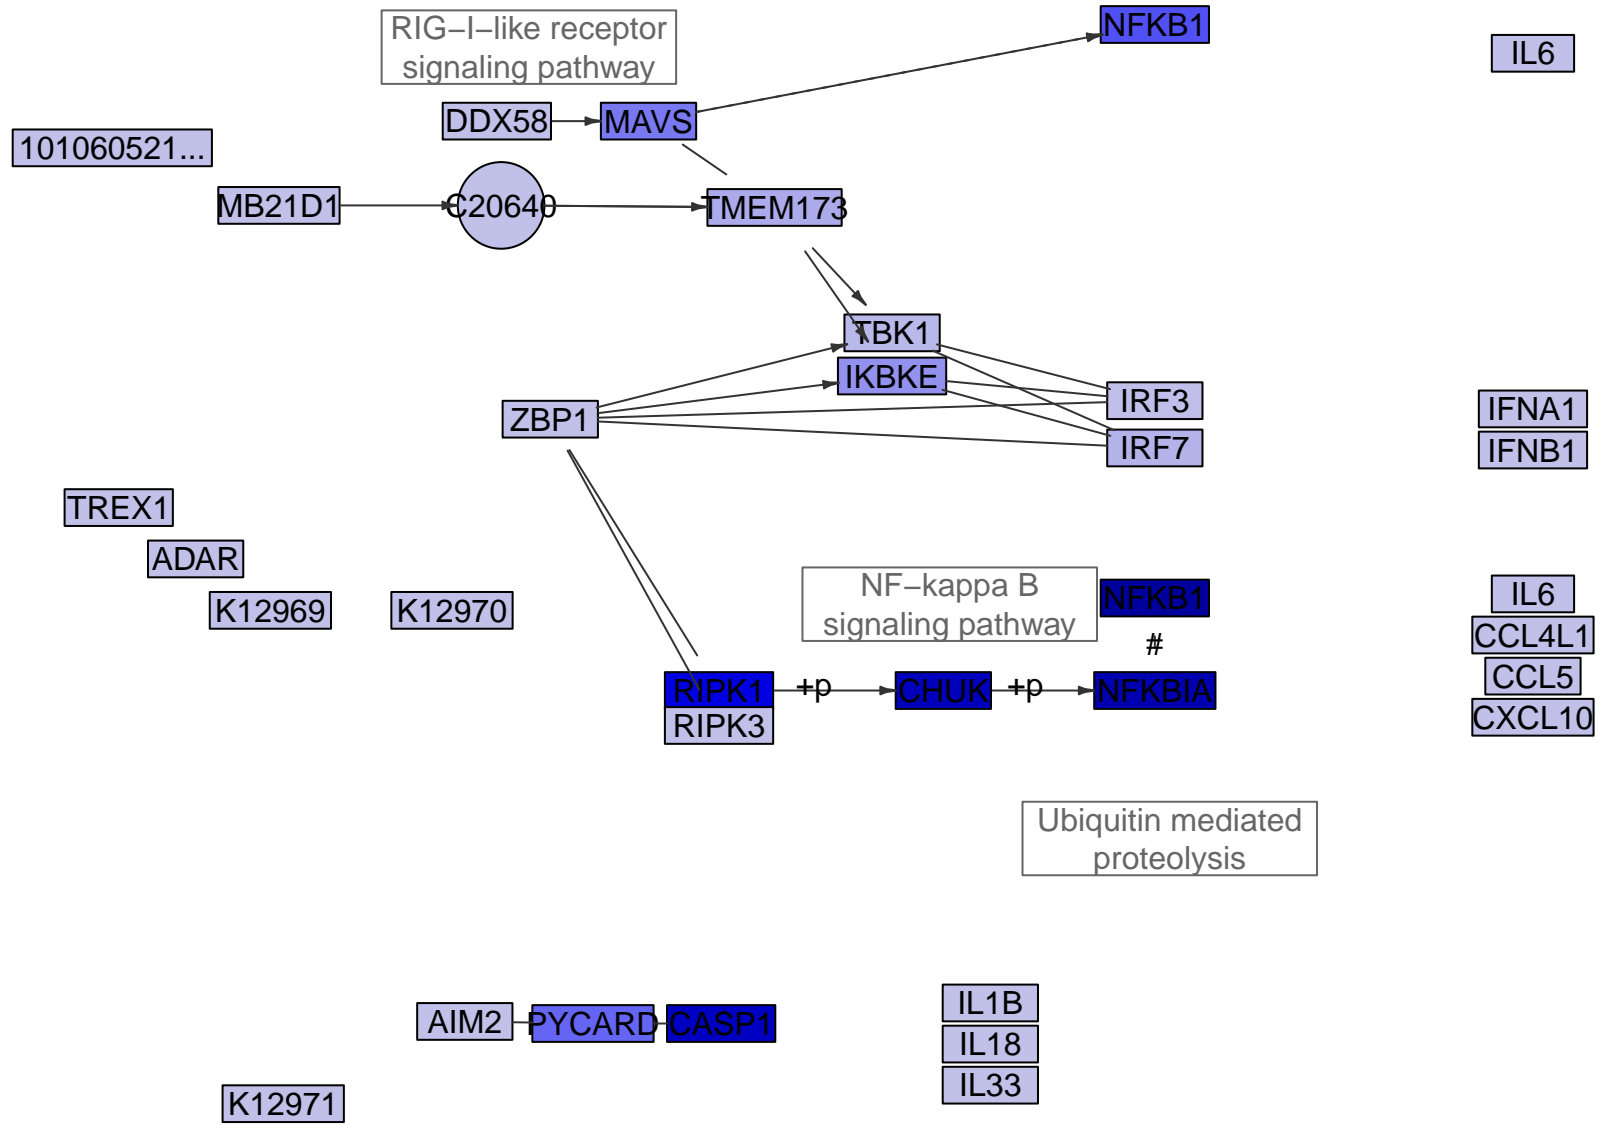 RIG−I−like receptor
signaling pathway
NFKB1
IL6
DDX58
MAVS
101060521...
MB21D1
C20640
TMEM173
TBK1
IKBKE
ZBP1
IRF3
IRF7
IFNA1
IFNB1
TREX1
ADAR
K12969
K12970
NF−kappa B
signaling pathway
NFKB1
#
IL6
CCL4L1
CCL5
CXCL10
RIPK1
+p
CHUK
+p
NFKBIA
RIPK3
Ubiquitin mediated
proteolysis
AIM2
PYCARD
CASP1
IL1B
IL18
IL33
K12971